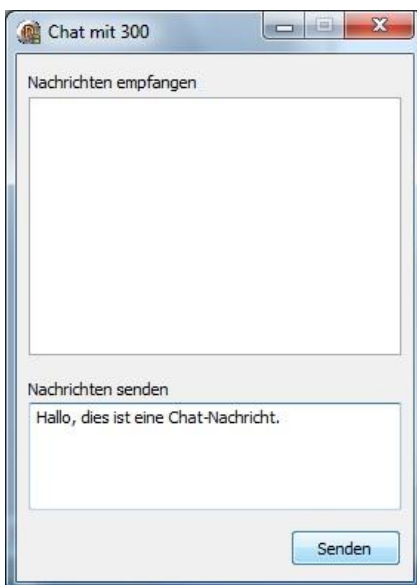 Chat mit 300
Nachrichten empfangen
Nachrichten senden
Hallo, dies ist eine Chat-Nachricht.
Senden